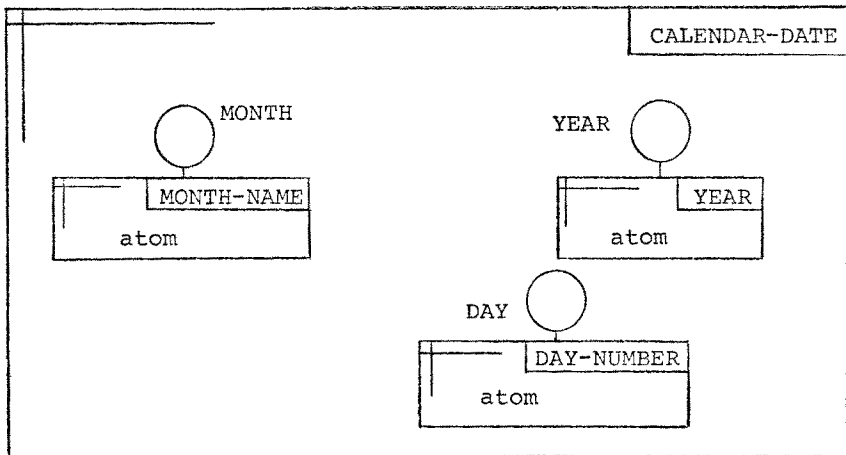 CALENDAR-DATE
MONTH
YEAR
MONTH-NAME
YEAR
atom
atom
DAY
DAY-NUMBER
atom